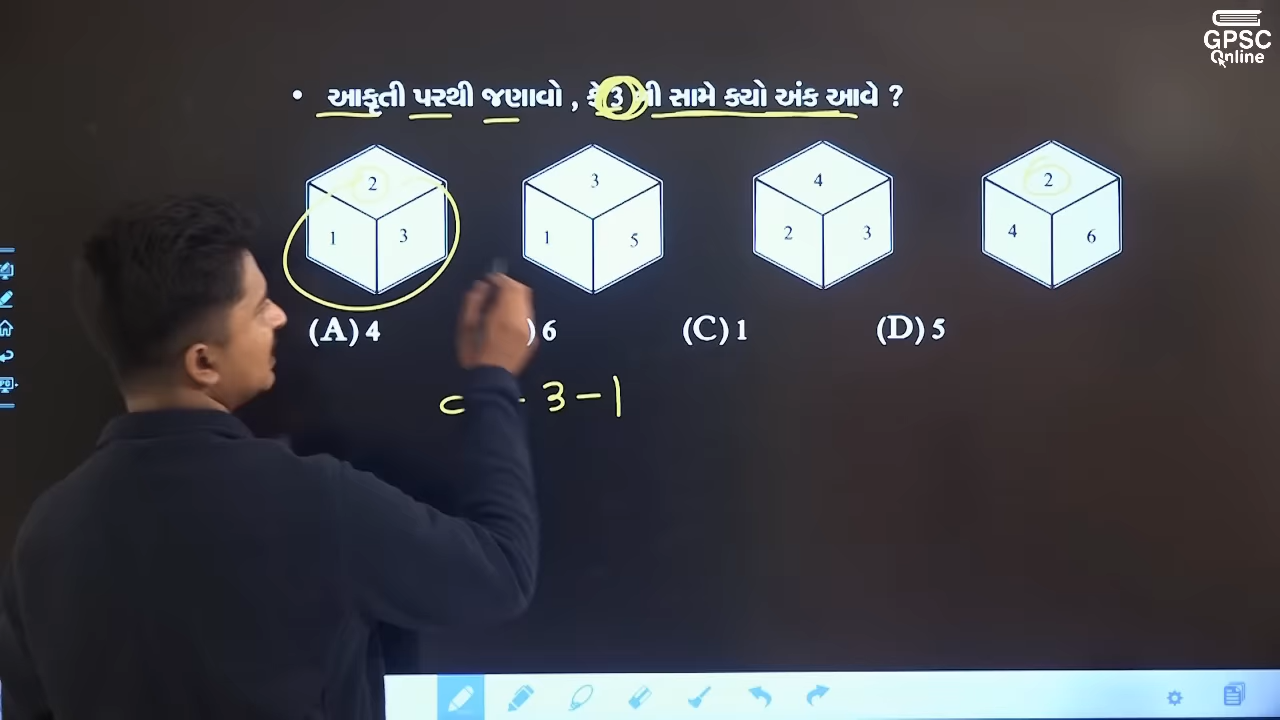 GPSC
Online
• આકૃતી પરથી જણાવો , કે 3 ની સામે ક્યો અંક આવે ?
2 1 3
3 1 5
4 2 3
2 4 6
(A) 4 ) 6 (C) 1 (D) 5
3 - 1